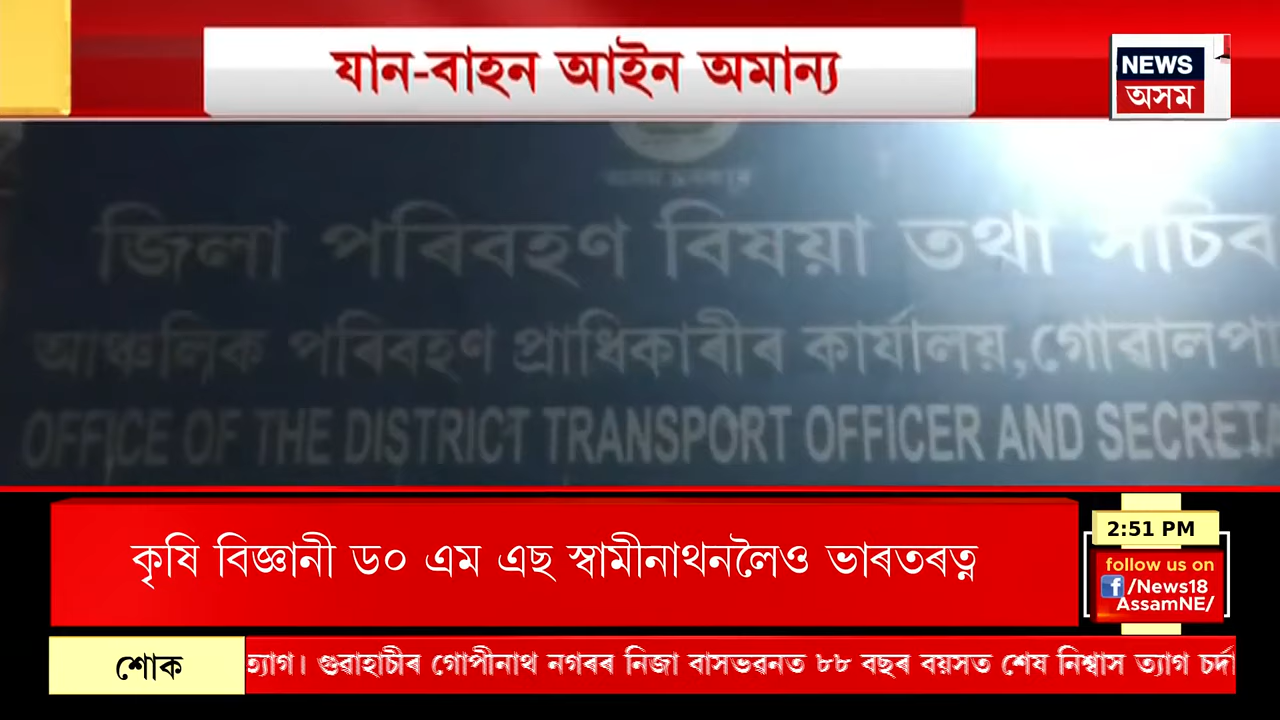 যান-বাহন আইন অমান্য
NEWS
অসম
জিলা পৰিবহণ বিষয়া তথা সচিব
আঞ্চলিক পৰিবহণ প্ৰাধিকাৰীৰ কাৰ্যালয়,গোৱালপা
OFFICE OF THE DISTRICT TRANSPORT OFFICER AND SECRETA
কৃষি বিজ্ঞানী ড০ এম এছ স্বামীনাথনলৈও ভাৰতৰত্ন
2:51 PM
follow us on
/News18
AssamNE/
শোক
ত্যাগ। গুৱাহাটীৰ গোপীনাথ নগৰৰ নিজা বাসভৱনত ৮৮ বছৰ বয়সত শেষ নিশ্বাস ত্যাগ চৰ্দা